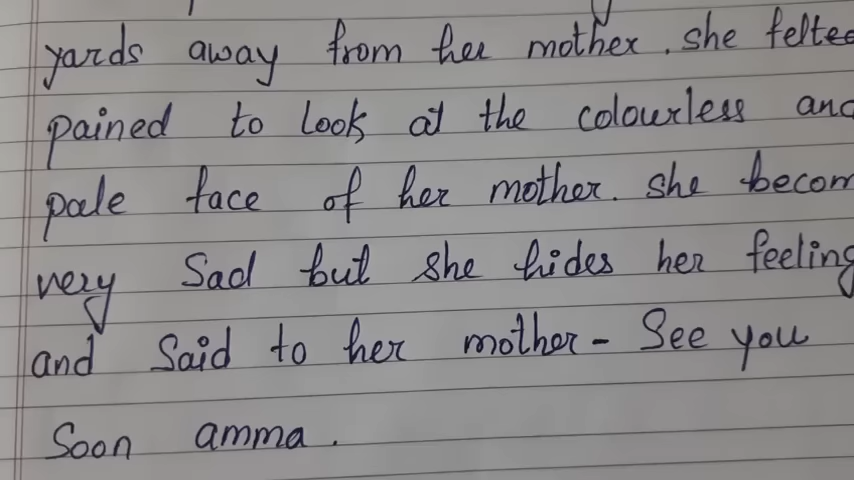 yards away from her mother. she felte
pained to look at the colourless and
pale face of her mother. she becom
very Sad but she hides her feeling
and Said to her mother - See you
Soon amma.